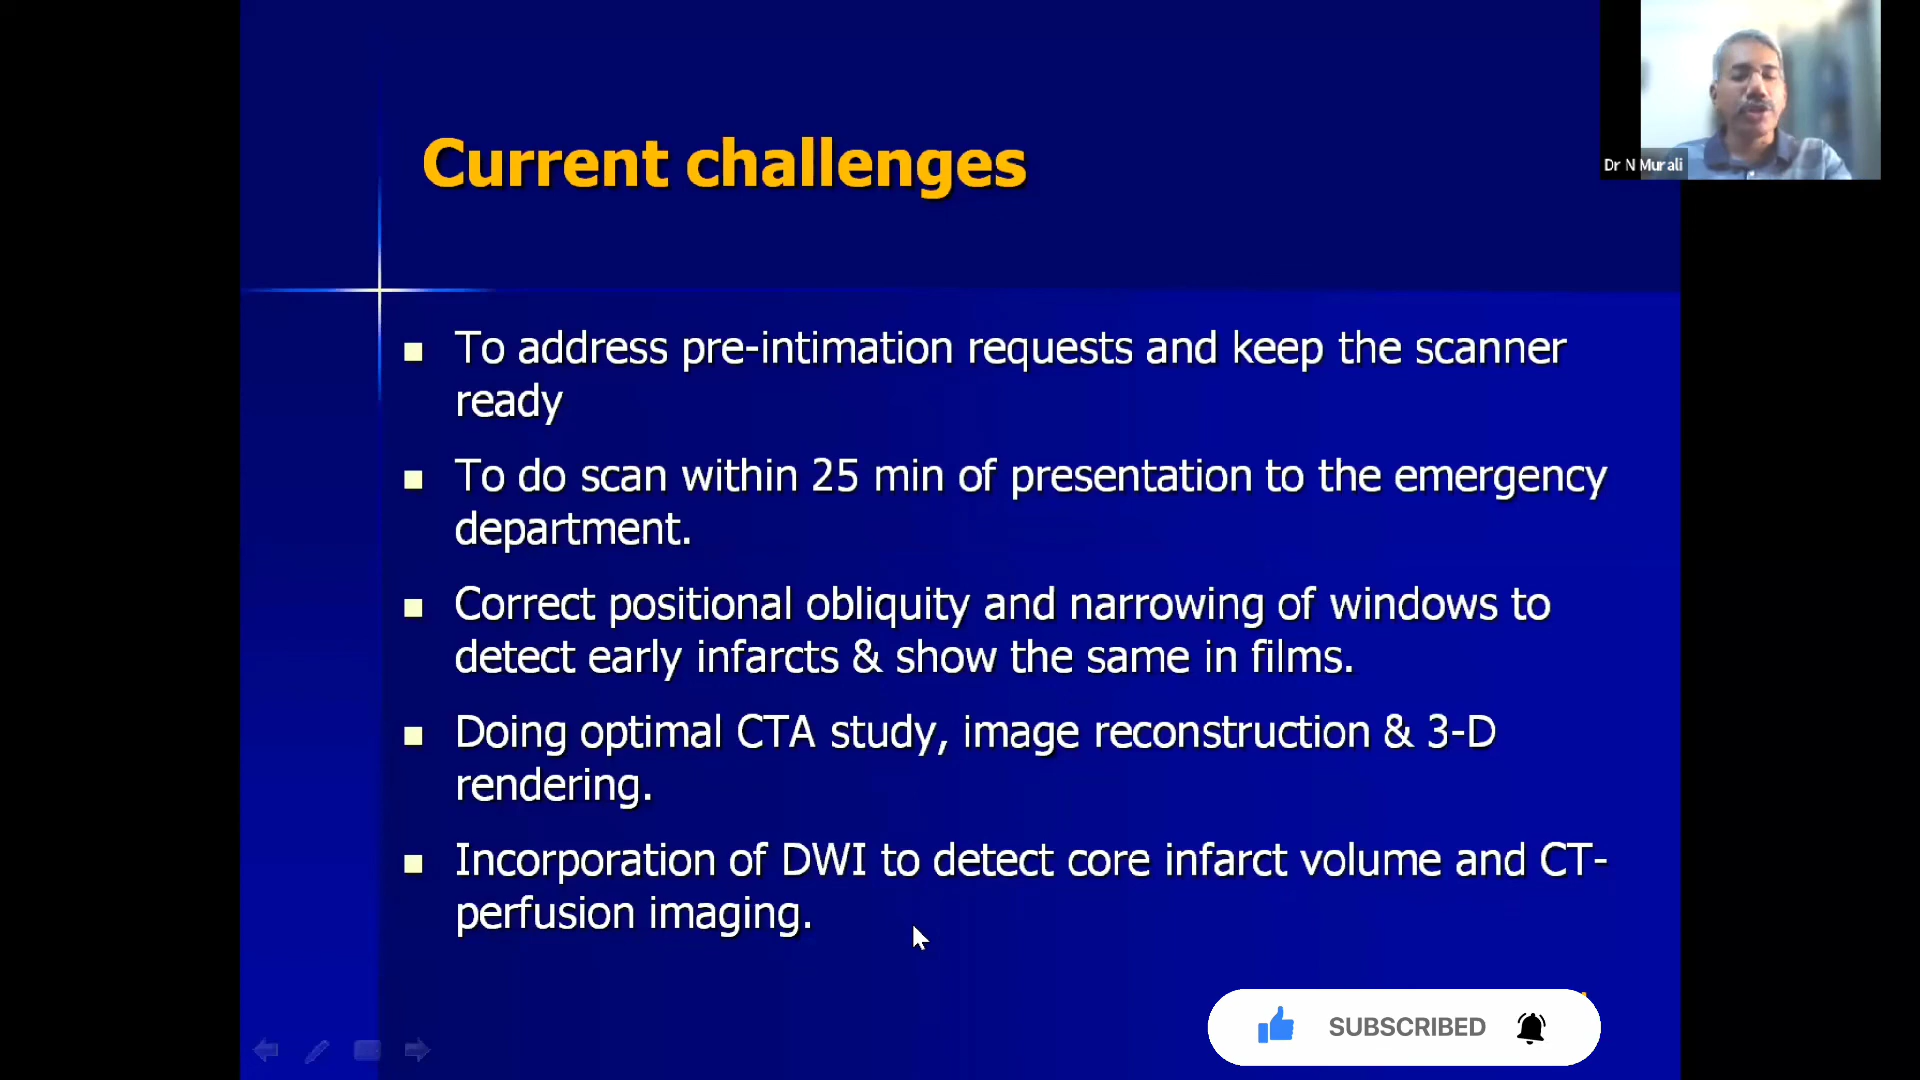 Current challenges
Dr N Murali
To address pre-intimation requests and keep the scanner
ready
To do scan within 25 min of presentation to the emergency
department.
Correct positional obliquity and narrowing of windows to
detect early infarcts & show the same in films.
Doing optimal CTA study, image reconstruction & 3-D
rendering.
Incorporation of DWI to detect core infarct volume and CT-
perfusion imaging.
SUBSCRIBED